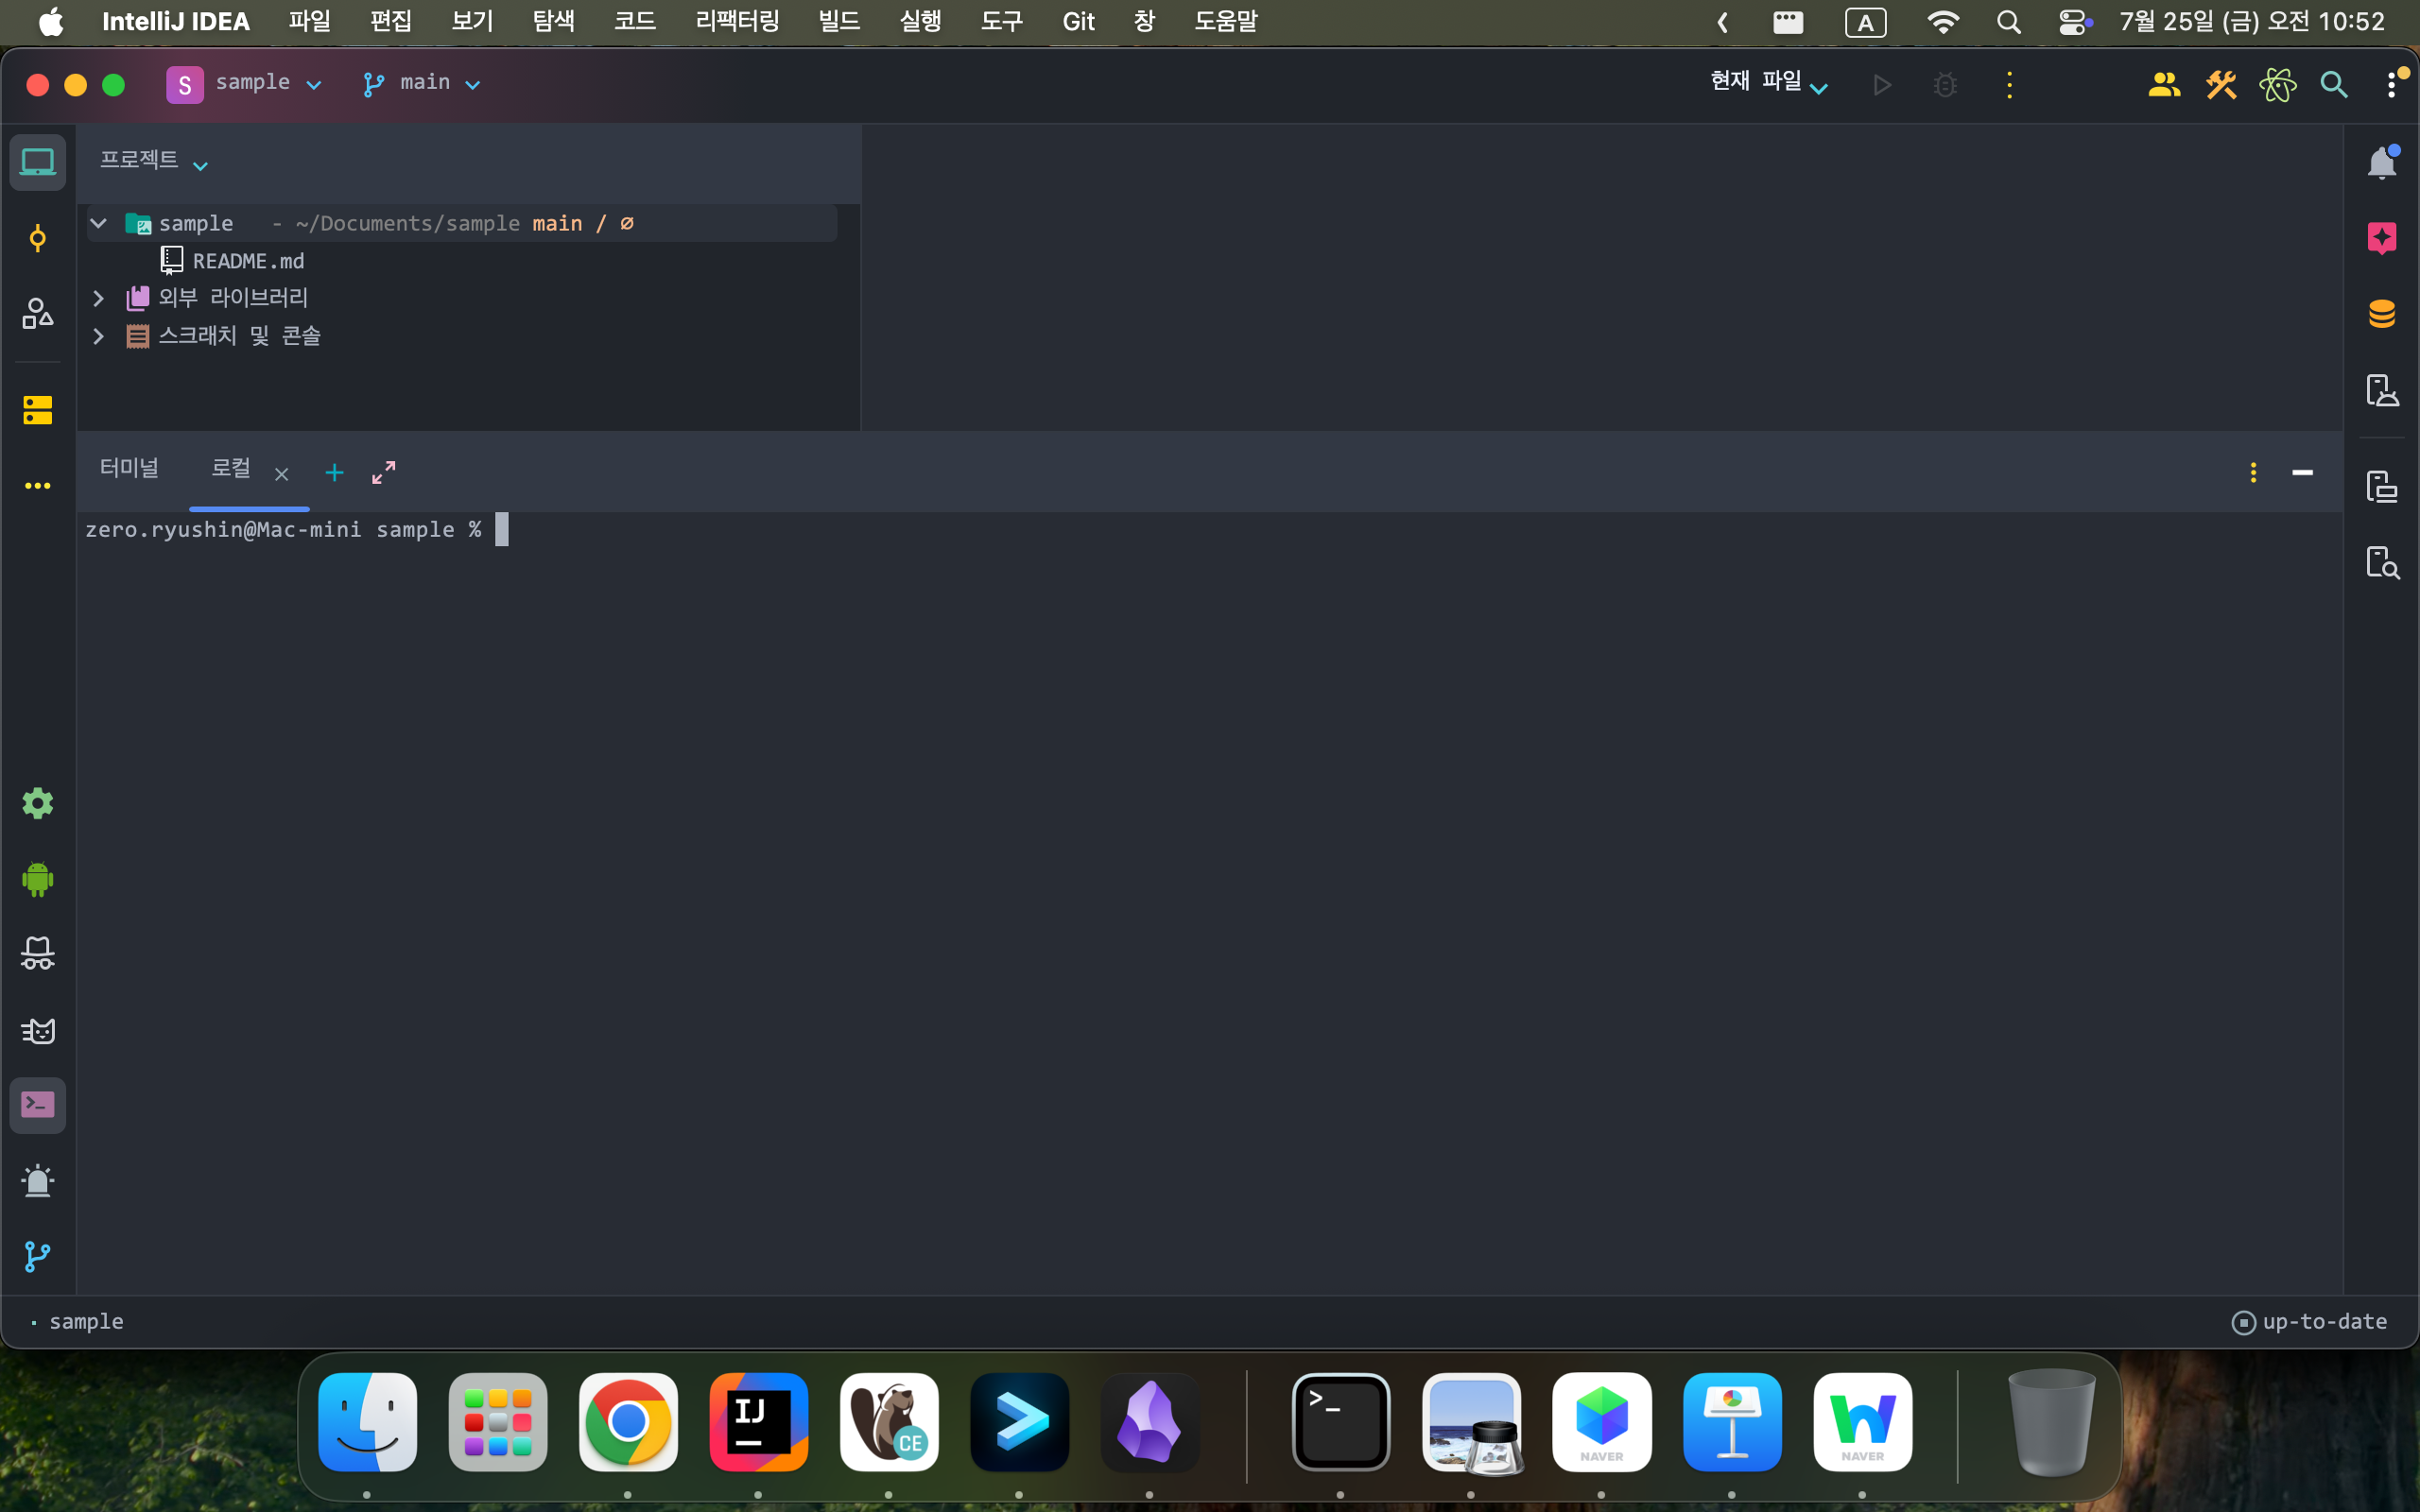 IntelliJ IDEA 파일 편집 보기 탐색 코드 리팩터링 빌드 실행 도구 Git 창 도움말 A 7월 25일 (금) 오전 10:52
S sample main 현재 파일
프로젝트
sample - ~/Documents/sample main / ∅
README.md
외부 라이브러리
스크래치 및 콘솔
터미널 로컬
zero.ryushin@Mac-mini sample %
sample up-to-date
IJ CE >_ NAVER NAVER